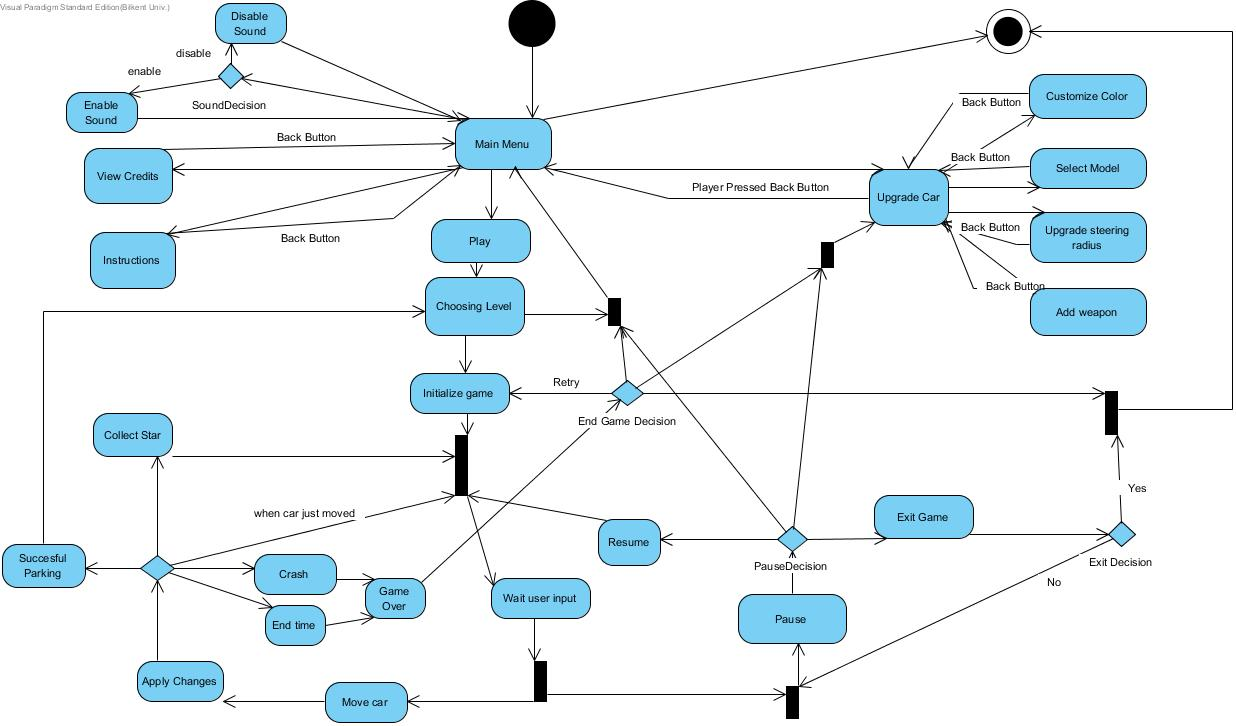 Visual Paradigm Standard Edition(Bilkent Univ.)
Disable
Sound
disable
enable
SoundDecision
Enable
Sound
Customize Color
Back Button
Back Button
Main Menu
View Credits
Back Button
Select Model
Player Pressed Back Button
Upgrade Car
Back Button
Upgrade steering
radius
Play
Back Button
Instructions
Back Button
Add weapon
Choosing Level
Retry
Initialize game
End Game Decision
Collect Star
Yes
when car just moved
Exit Game
Resume
Succesful
Parking
Crash
PauseDecision
Exit Decision
No
Game
Over
Wait user input
End time
Pause
Apply Changes
Move car